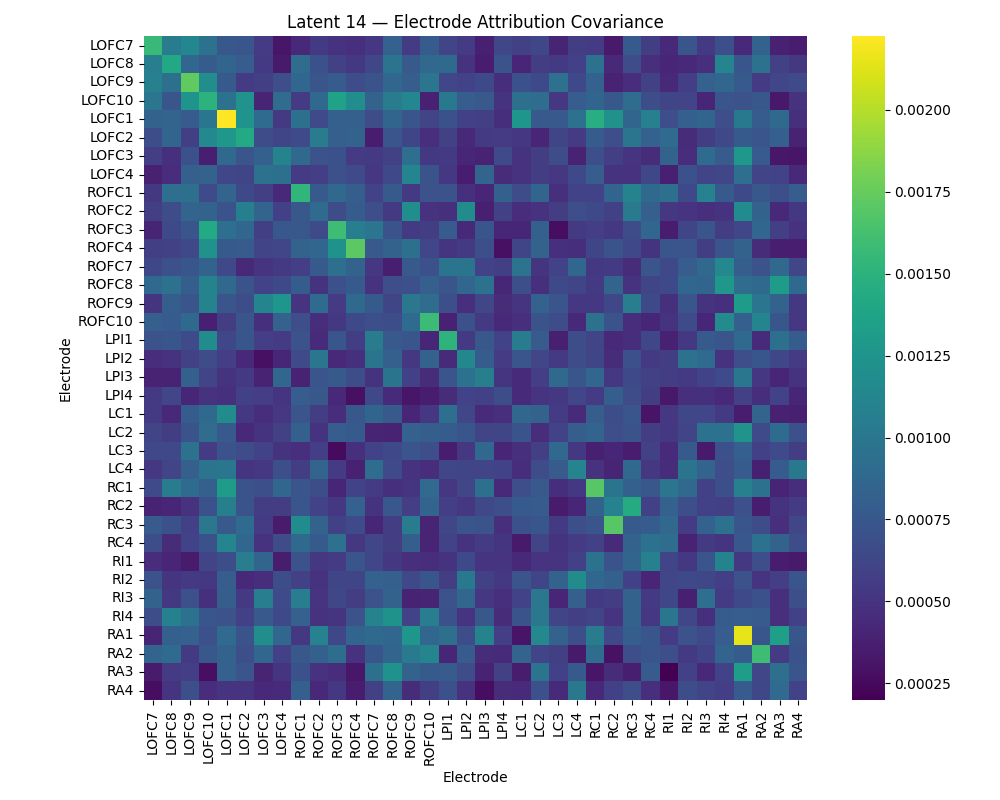 Latent 14 — Electrode Attribution Covariance
Electrode
LOFC7
LOFC8
LOFC9
LOFC10
LOFC1
LOFC2
LOFC3
LOFC4
ROFC1
ROFC2
ROFC3
ROFC4
ROFC7
ROFC8
ROFC9
ROFC10
LPI1
LPI2
LPI3
LPI4
LC1
LC2
LC3
LC4
RC1
RC2
RC3
RC4
RI1
RI2
RI3
RI4
RA1
RA2
RA3
RA4
LOFC7
LOFC8
LOFC9
LOFC10
LOFC1
LOFC2
LOFC3
LOFC4
ROFC1
ROFC2
ROFC3
ROFC4
ROFC7
ROFC8
ROFC9
ROFC10
LPI1
LPI2
LPI3
LPI4
LC1
LC2
LC3
LC4
RC1
RC2
RC3
RC4
RI1
RI2
RI3
RI4
RA1
RA2
RA3
RA4
Electrode
0.00200
0.00175
0.00150
0.00125
0.00100
0.00075
0.00050
0.00025